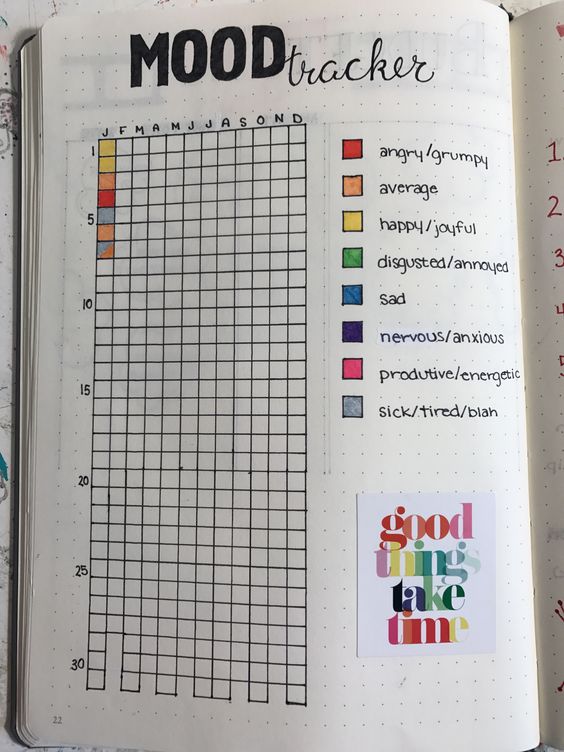 MOOD tracker
J F M A M J J A S O N D
1
5
10
15
20
25
30
angry/grumpy
average
happy/joyful
disgusted/annoyed
sad
nervous/anxious
produtive/energetic
sick/tired/blah
good
things
take
time
22
1.
2
3